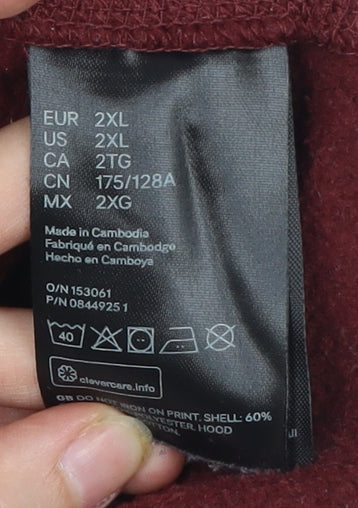 EUR 2XL
US 2XL
CA 2TG
CN 175/128A
MX 2XG
Made in Cambodia
Fabriqué en Cambodge
Hecho en Camboya
O/N 153061
P/N 0844925 1
40
clevercare.info
GB DO NOT IRON ON PRINT. SHELL: 60%
POLYESTER. HOOD